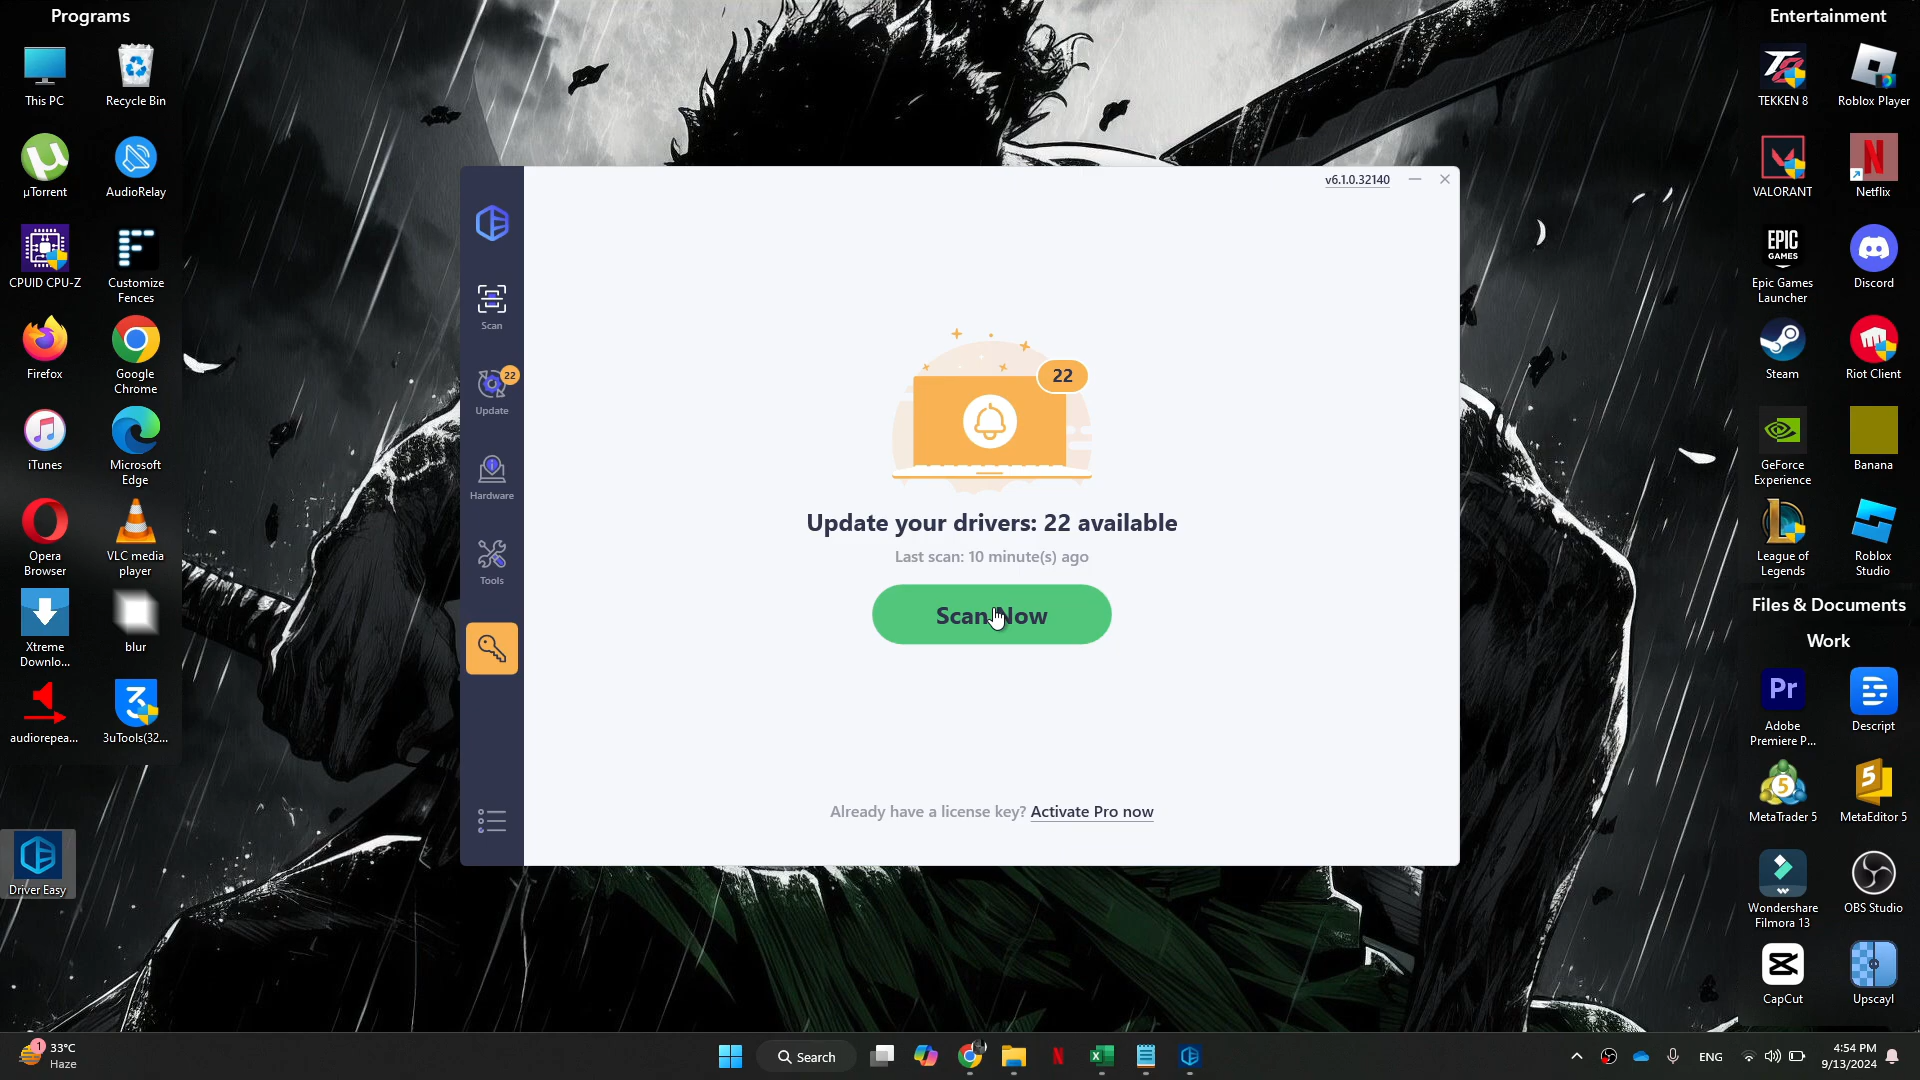 Programs
This PC
Recycle Bin
µTorrent
AudioRelay
CPUID CPU-Z
Customize
Fences
Firefox
Google
Chrome
iTunes
Microsoft
Edge
Opera
Browser
VLC media
player
Xtreme
Downlo...
blur
audiorepea...
3uTools(32...
Driver Easy
v6.1.0.32140
Scan
22
Update
Hardware
Tools
22
Update your drivers: 22 available
Last scan: 10 minute(s) ago
Scan Now
Already have a license key? Activate Pro now
Entertainment
TEKKEN 8
Roblox Player
VALORANT
Netflix
EPIC
GAMES
Epic Games
Launcher
Discord
Steam
Riot Client
GeForce
Experience
Banana
League of
Legends
Roblox
Studio
Files & Documents
Work
Pr
Adobe
Premiere P...
Descript
5
MetaTrader 5
5
MetaEditor 5
Wondershare
Filmora 13
OBS Studio
CapCut
Upscayl
1
33°C
Haze
Search
ENG
4:54 PM
9/13/2024